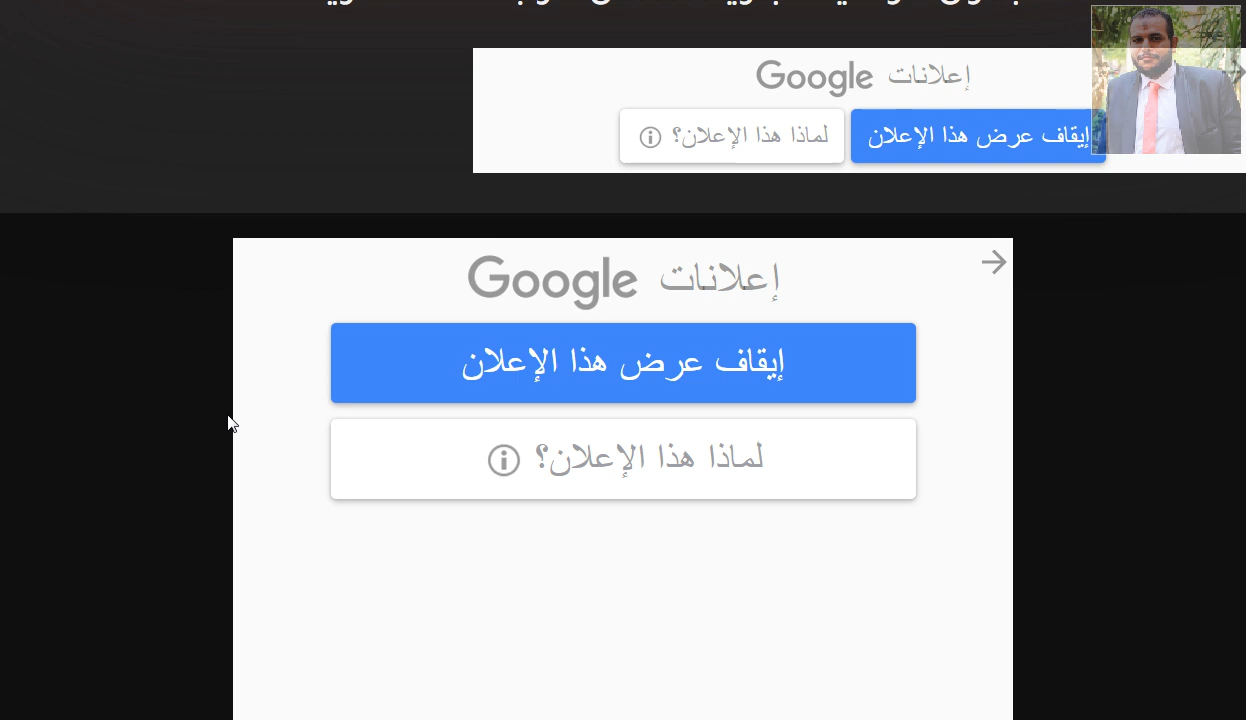 إعلانات Google
إيقاف عرض هذا الإعلان
لماذا هذا الإعلان؟
إعلانات Google
إيقاف عرض هذا الإعلان
لماذا هذا الإعلان؟